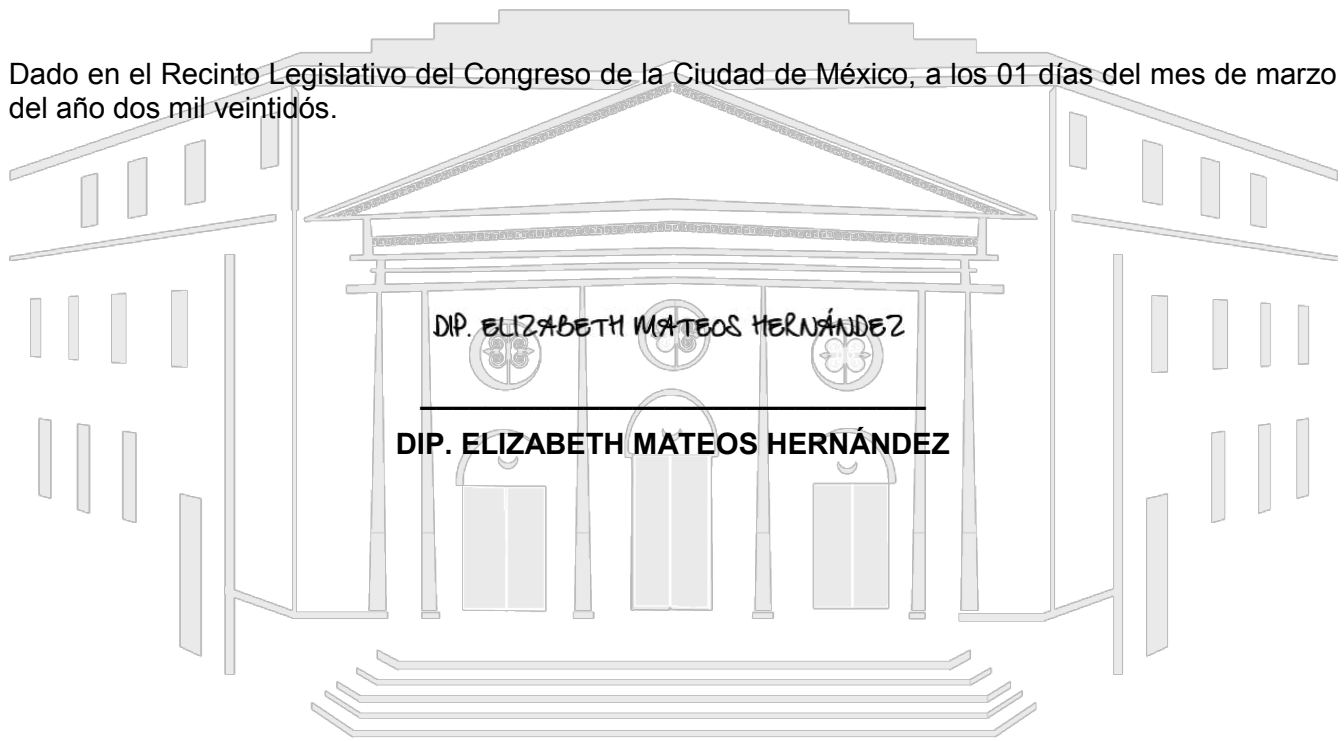 Dado en el Recinto Legislativo del Congreso de la Ciudad de México, a los 01 días del mes de marzo
del año dos mil veintidós.
DIP. ELIZABETH MATEOS HERNÁNDEZ
DIP. ELIZABETH MATEOS HERNÁNDEZ